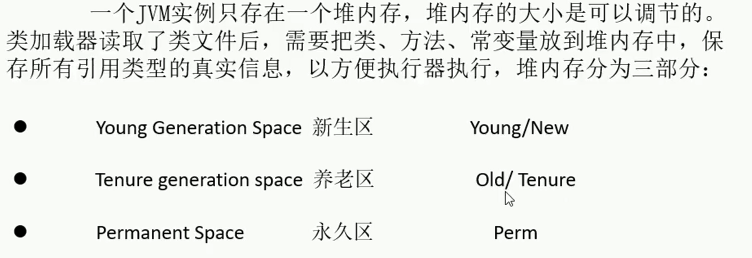 一个JVM实例只存在一个堆内存，堆内存的大小是可以调节的。
类加载器读取了类文件后，需要把类、方法、常变量放到堆内存中，保
存所有引用类型的真实信息，以方便执行器执行，堆内存分为三部分：
● Young Generation Space 新生区 Young/New
● Tenure generation space 养老区 Old/ Tenure
● Permanent Space 永久区 Perm